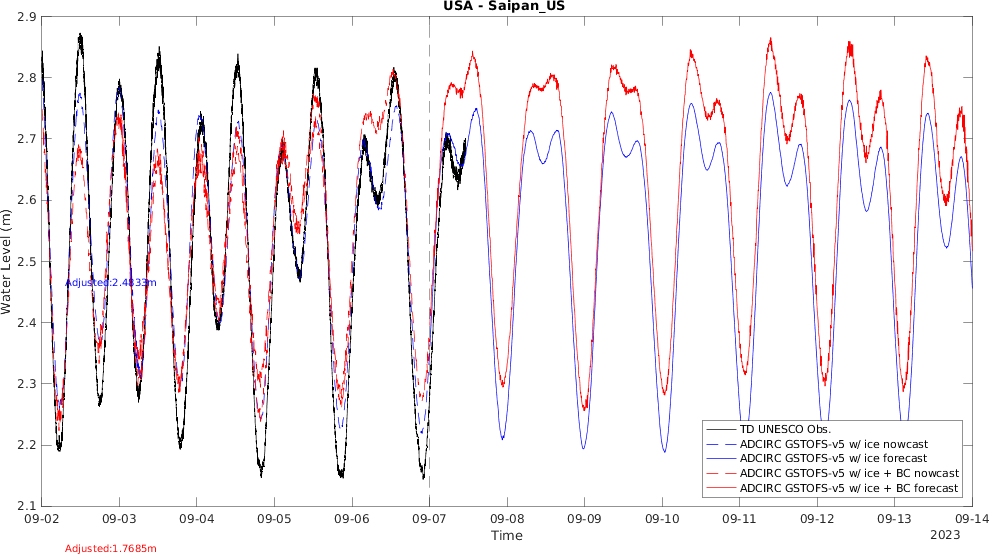 USA - Saipan_US
2.9
2.8
2.7
2.6
2.5
2.4
2.3
2.2
2.1
Water Level (m)
Adjusted:2.4833m
TD UNESCO Obs.
ADCIRC GSTOFS-v5 w/ ice nowcast
ADCIRC GSTOFS-v5 w/ ice forecast
ADCIRC GSTOFS-v5 w/ ice + BC nowcast
ADCIRC GSTOFS-v5 w/ ice + BC forecast
09-02 09-03 09-04 09-05 09-06 09-07 09-08 09-09 09-10 09-11 09-12 09-13 09-14
Time
2023
Adjusted:1.7685m